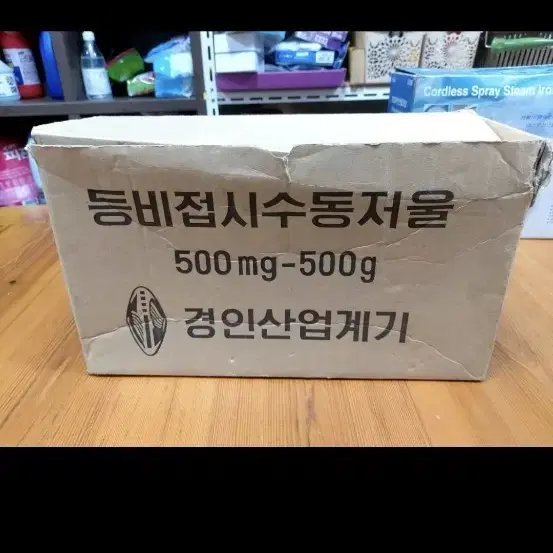 Cordless Spray Steam Iro
등비접시수동저울
500mg-500g
경인산업계기